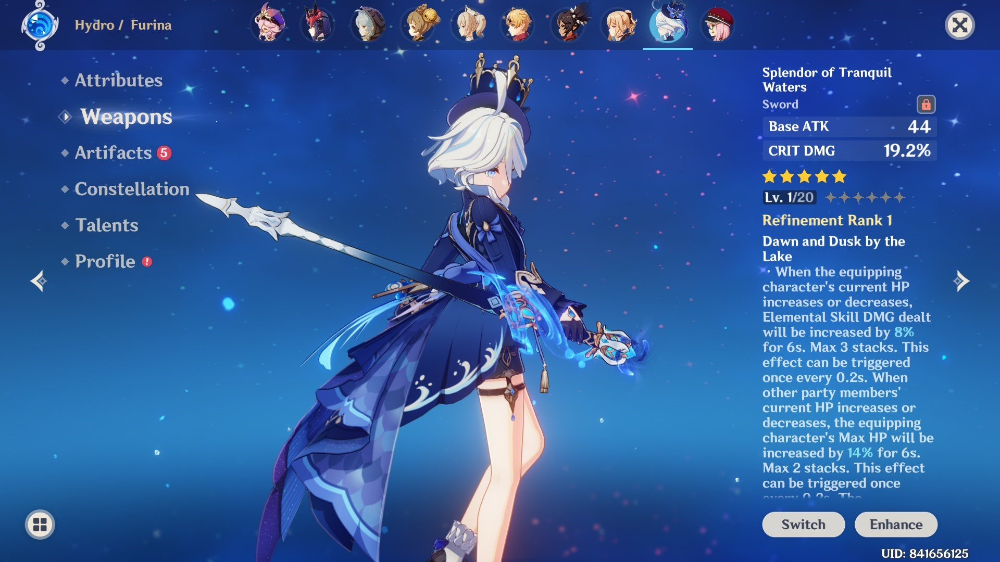 Hydro / Furina
Attributes
Weapons
Artifacts 5
Constellation
Talents
Profile !
Splendor of Tranquil
Waters
Sword
Base ATK 44
CRIT DMG 19.2%
Lv. 1/20
Refinement Rank 1
Dawn and Dusk by the
Lake
· When the equipping
character's current HP
increases or decreases,
Elemental Skill DMG dealt
will be increased by 8%
for 6s. Max 3 stacks. This
effect can be triggered
once every 0.2s. When
other party members'
current HP increases or
decreases, the equipping
character's Max HP will be
increased by 14% for 6s.
Max 2 stacks. This effect
can be triggered once
every 0.2s. The
Switch
Enhance
UID: 841656125